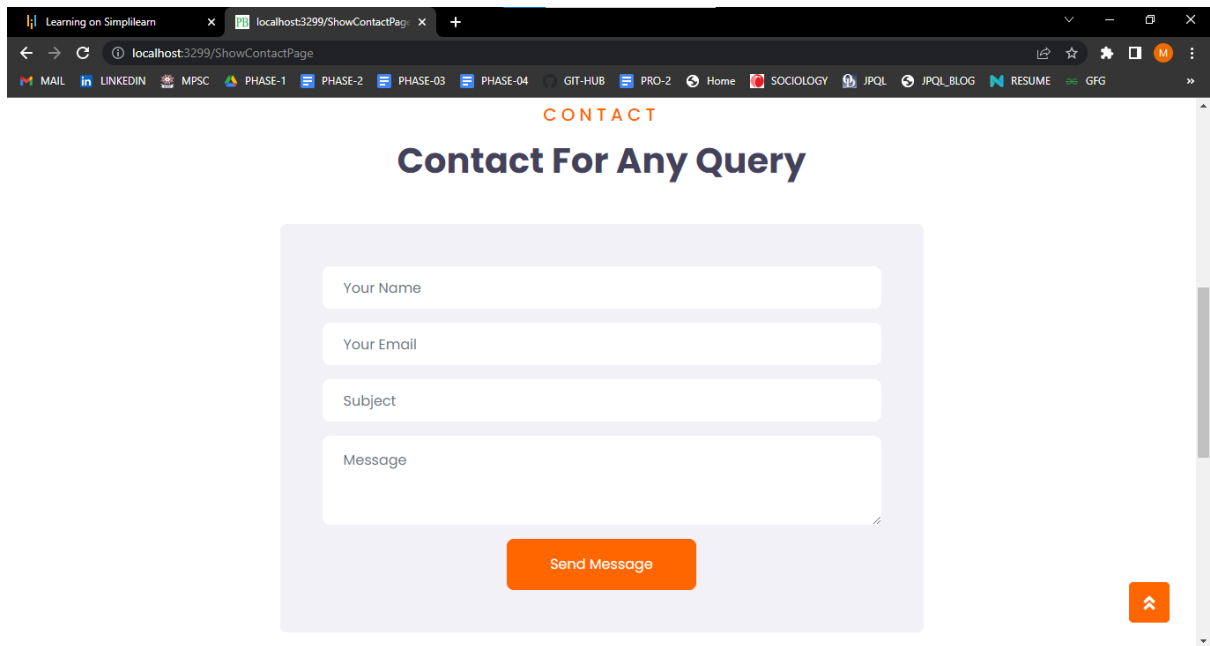 Learning on Simplilearn
PB localhost:3299/ShowContactPage
localhost:3299/ShowContactPage
M
MAIL in LINKEDIN MPSC PHASE-1 PHASE-2 PHASE-03 PHASE-04 GIT-HUB PRO-2 Home SOCIOLOGY JPQL JPQL_BLOG RESUME GFG »
CONTACT
Contact For Any Query
Your Name
Your Email
Subject
Message
Send Message